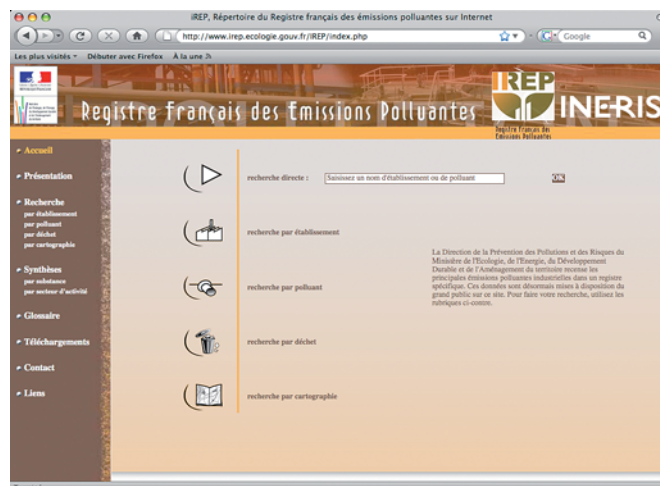 iREP, Répertoire du Registre français des émissions polluantes sur Internet
http://www.irep.ecologie.gouv.fr/IREP/index.php
Google
Les plus visités
Débuter avec Firefox
À la une
Registre Français des Emissions Polluantes
IREP
Registre Français des
Emissions Polluantes
INERIS
Accueil
Présentation
Recherche
par établissement
par polluant
par déchet
par cartographie
Synthèses
par substance
par secteur d'activité
Glossaire
Téléchargements
Contact
Liens
recherche directe :
Saisissez un nom d'établissement ou de polluant
OK
recherche par établissement
recherche par polluant
recherche par déchet
recherche par cartographie
La Direction de la Prévention des Pollutions et des Risques du
Ministère de l'Ecologie, de l'Energie, du Développement
Durable et de l'Aménagement du territoire recense les
principales émissions polluantes industrielles dans un registre
spécifique. Ces données sont désormais mises à disposition du
grand public sur ce site. Pour faire votre recherche, utilisez les
rubriques ci-contre.